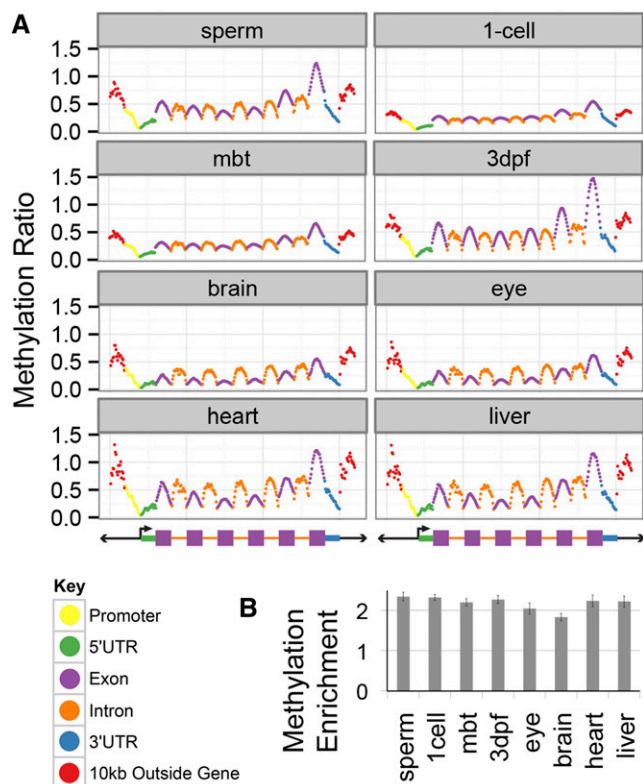 A
sperm
1-cell
1.5
1.0
0.5
0.0
mbt
3dpf
1.5
1.0
0.5
0.0
brain
eye
1.5
1.0
0.5
0.0
heart
liver
1.5
1.0
0.5
0.0
Methylation Ratio
Key
Promoter
5'UTR
Exon
Intron
3'UTR
10kb Outside Gene
B
Methylation
Enrichment
2
1
0
sperm
1cell
mbt
3dpf
eye
brain
heart
liver